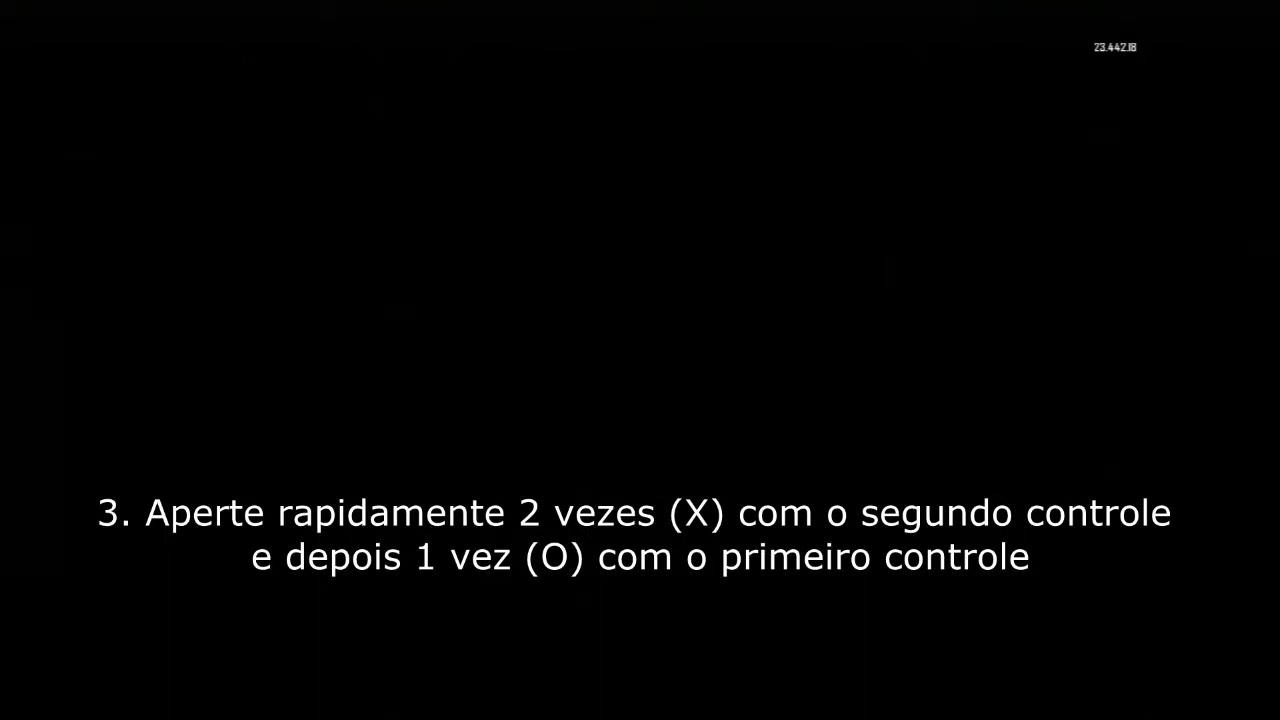 23.442.18
3. Aperte rapidamente 2 vezes (X) com o segundo controle
e depois 1 vez (O) com o primeiro controle